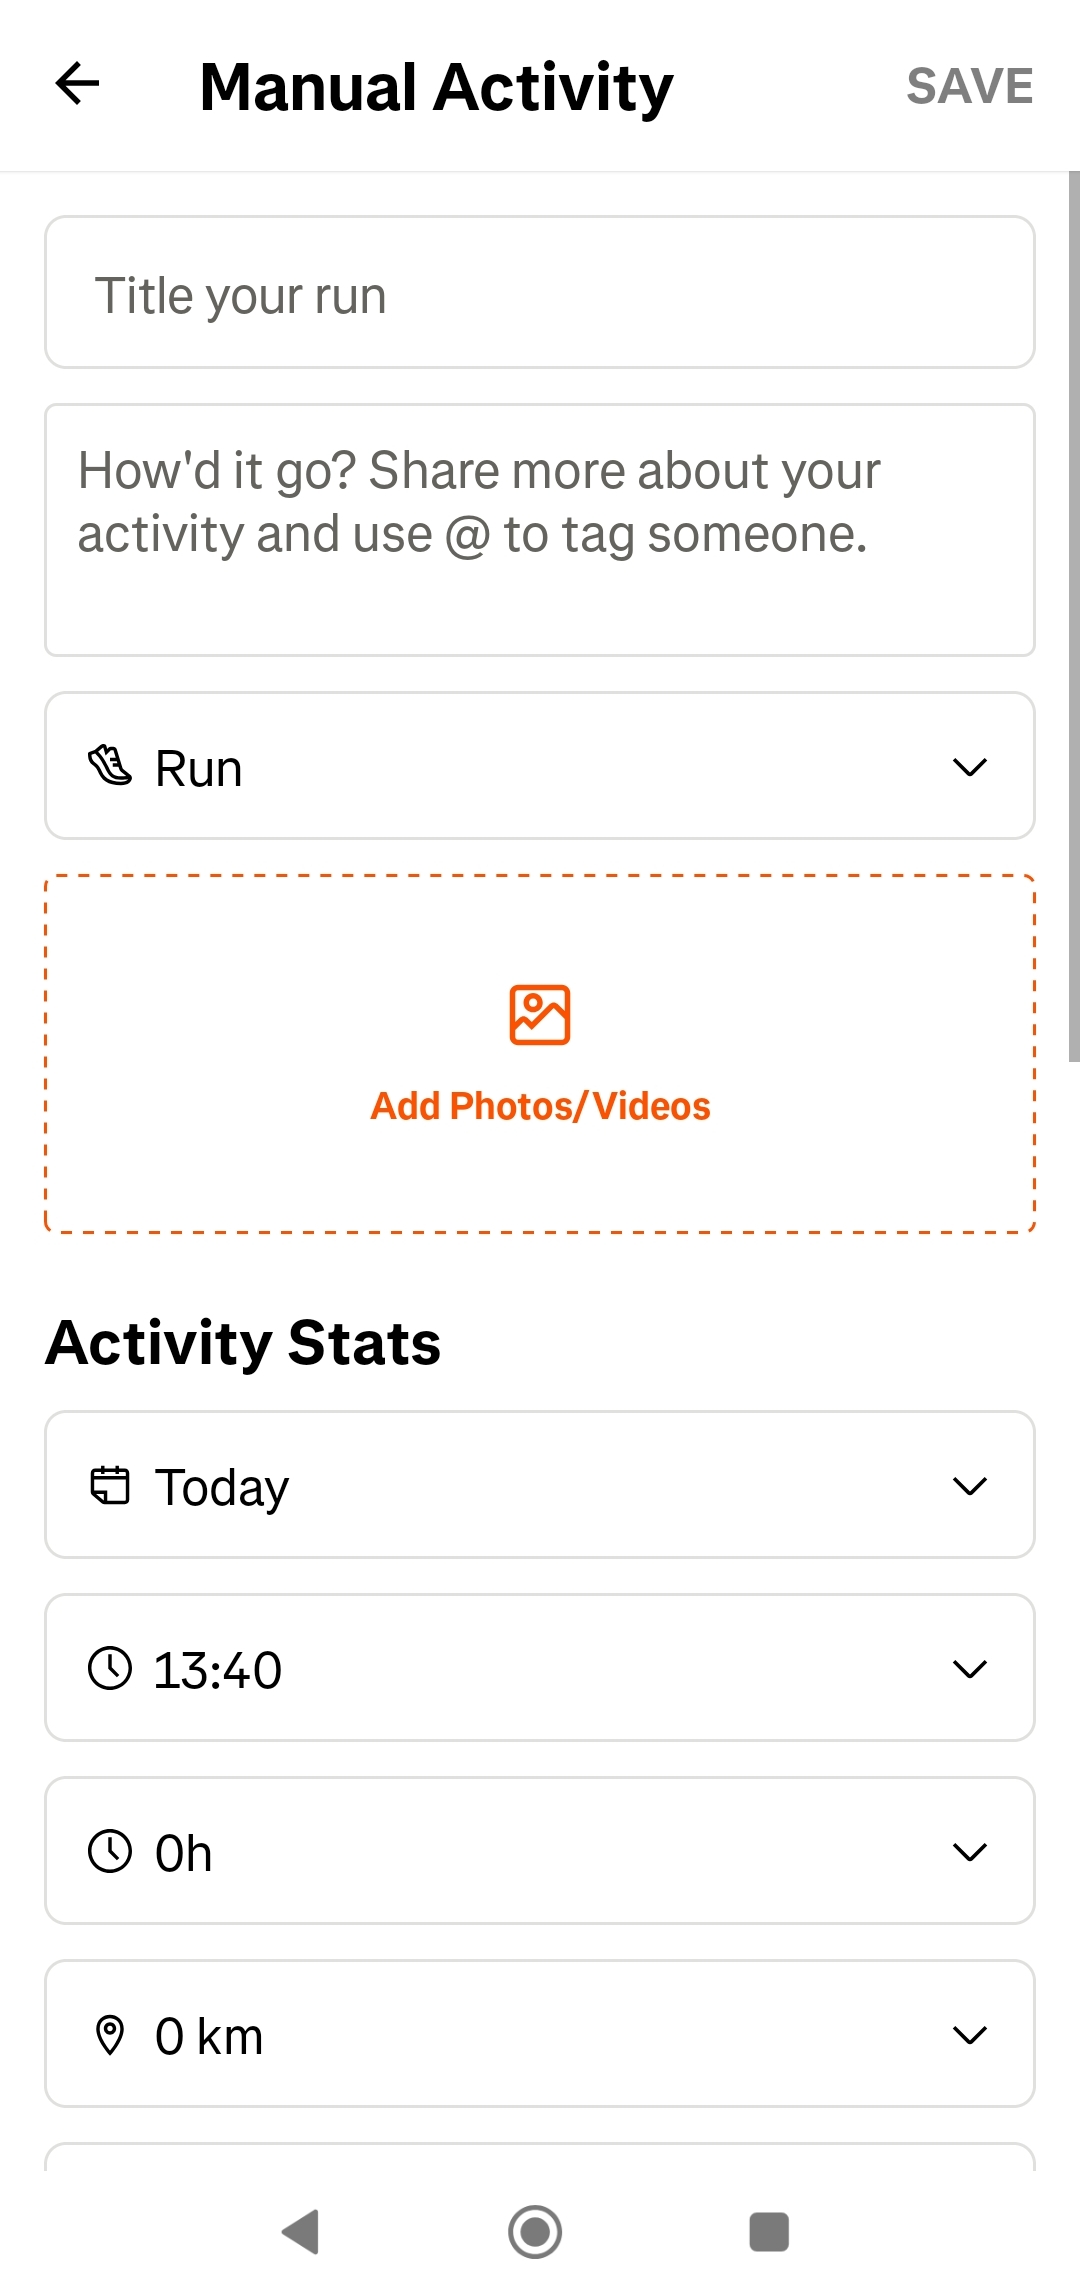 Manual Activity
SAVE
Title your run
How'd it go? Share more about your
activity and use @ to tag someone.
Run
Add Photos/Videos
Activity Stats
Today
13:40
0h
0 km